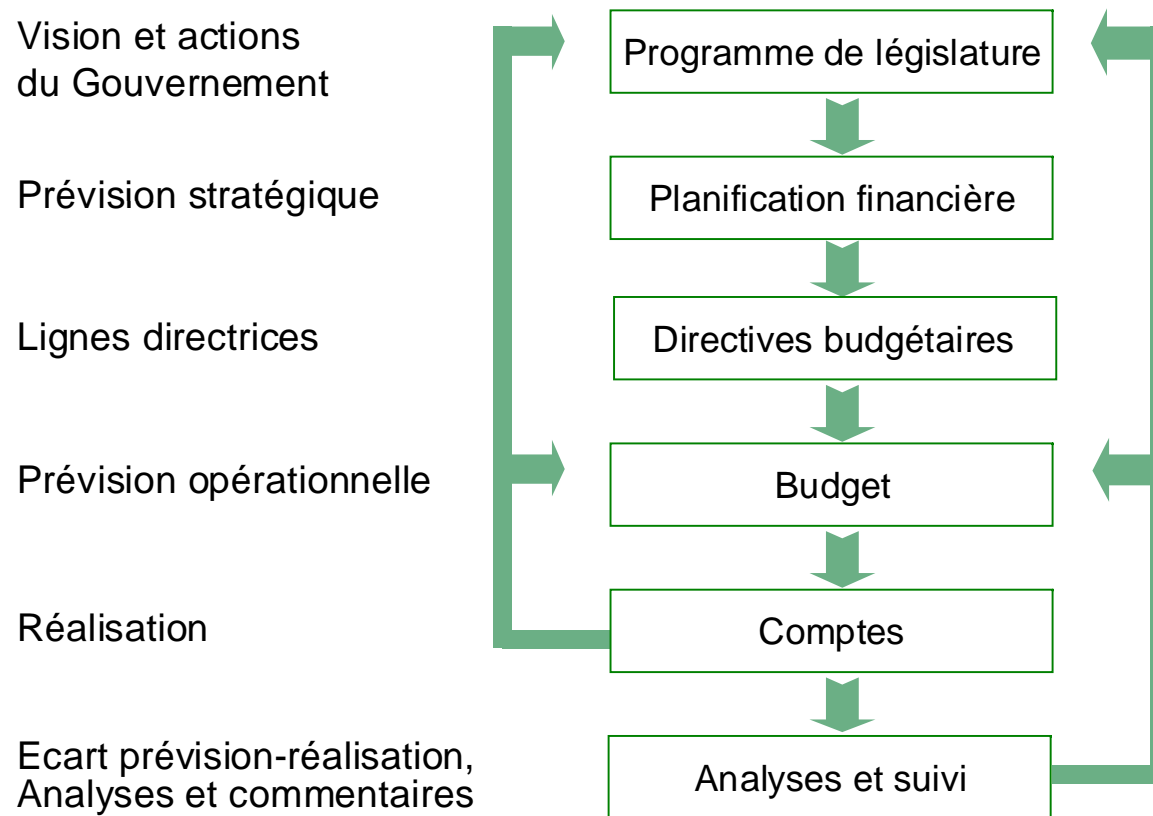 Vision et actions
du Gouvernement
Programme de législature
Prévision stratégique
Planification financière
Lignes directrices
Directives budgétaires
Prévision opérationnelle
Budget
Réalisation
Comptes
Ecart prévision-réalisation,
Analyses et commentaires
Analyses et suivi